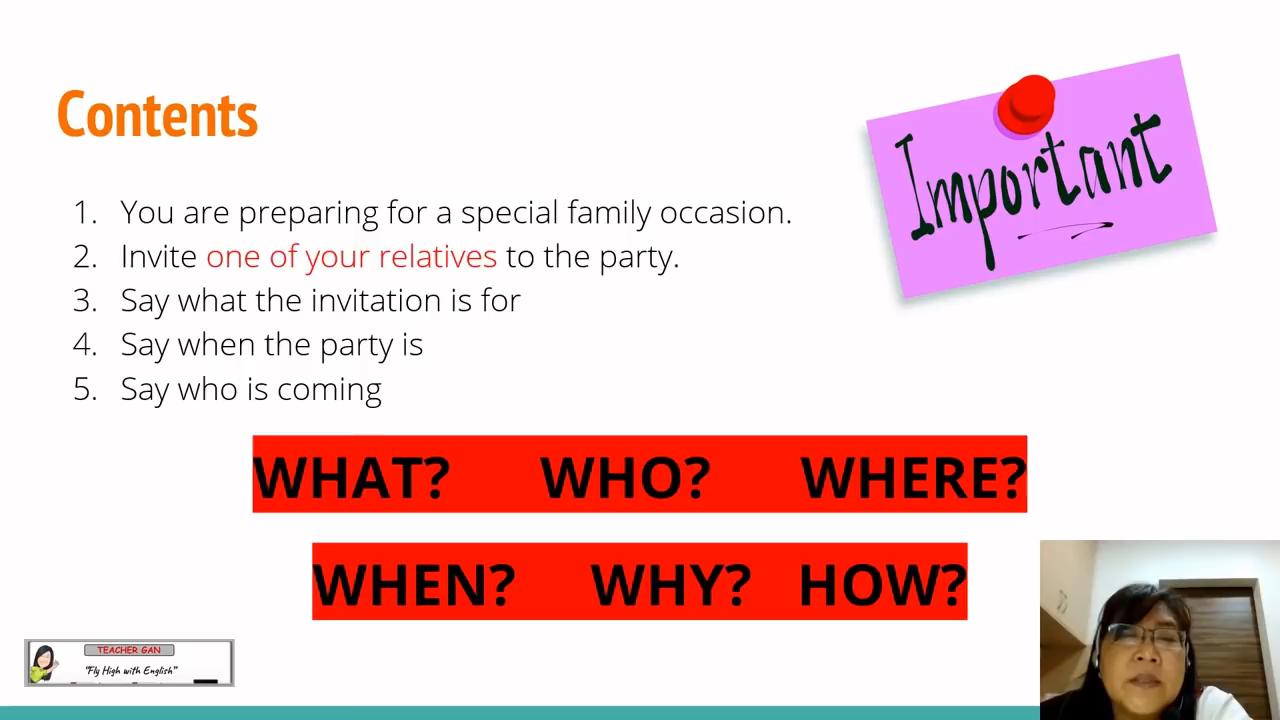 Contents
Important
1. You are preparing for a special family occasion.
2. Invite one of your relatives to the party.
3. Say what the invitation is for
4. Say when the party is
5. Say who is coming
WHAT? WHO? WHERE?
WHEN? WHY? HOW?
TEACHER GAN
"Fly High with English"